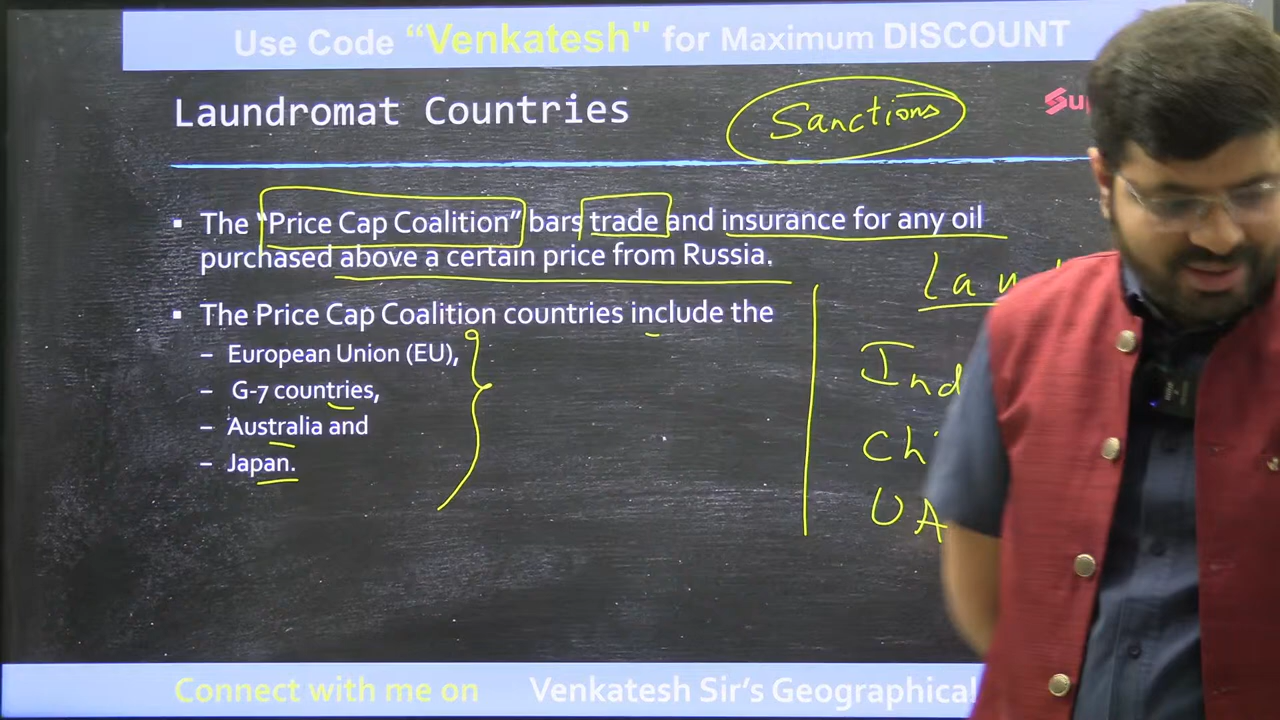 Use Code “Venkatesh" for Maximum DISCOUNT
Laundromat Countries
Sanctions
▪ The “Price Cap Coalition” bars trade and insurance for any oil
purchased above a certain price from Russia.
▪ The Price Cap Coalition countries include the
– European Union (EU),
– G-7 countries,
– Australia and
– Japan.
Connect with me on Venkatesh Sir’s Geographical